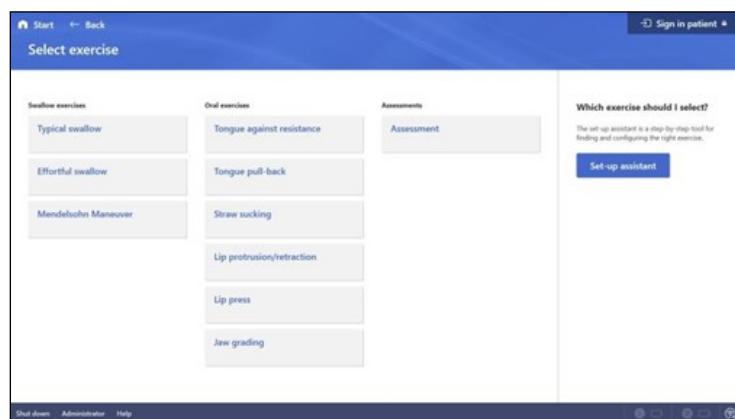 Start
← Back
Sign in patient
Select exercise
Swallow exercises
Typical swallow
Effortful swallow
Mendelsohn Maneuver
Oral exercises
Tongue against resistance
Tongue pull-back
Straw sucking
Lip protrusion/retraction
Lip press
Jaw grading
Assessments
Assessment
Which exercise should I select?
The set-up assistant is a step-by-step tool for
finding and configuring the right exercise.
Set-up assistant
Shut down
Administrator
Help